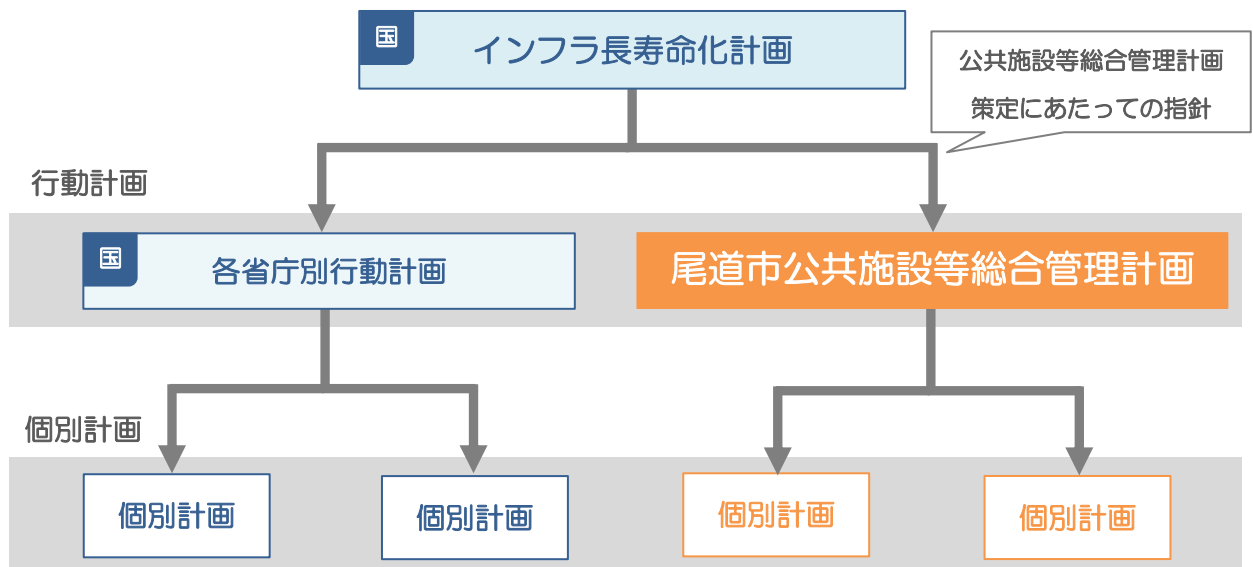 国
インフラ長寿命化計画
公共施設等総合管理計画
策定にあたっての指針
行動計画
国
各省庁別行動計画
尾道市公共施設等総合管理計画
個別計画
個別計画
個別計画
個別計画
個別計画